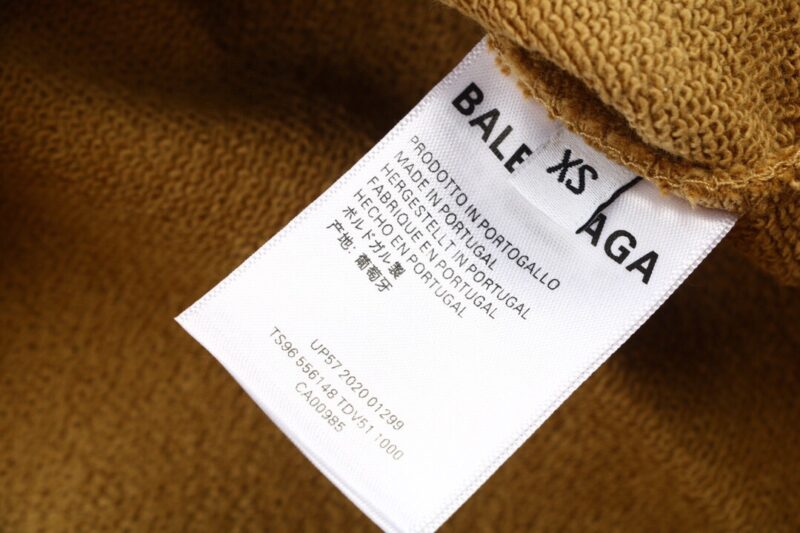 BALE AGA
XS
PRODOTTO IN PORTOGALLO
MADE IN PORTUGAL
HERGESTELLT IN PORTUGAL
FABRIQUE EN PORTUGAL
HECHO EN PORTUGAL
ポルドガル製
产地:葡萄牙
UP57 2020 01299
TS96 556148 TDV51 1000
CA00985